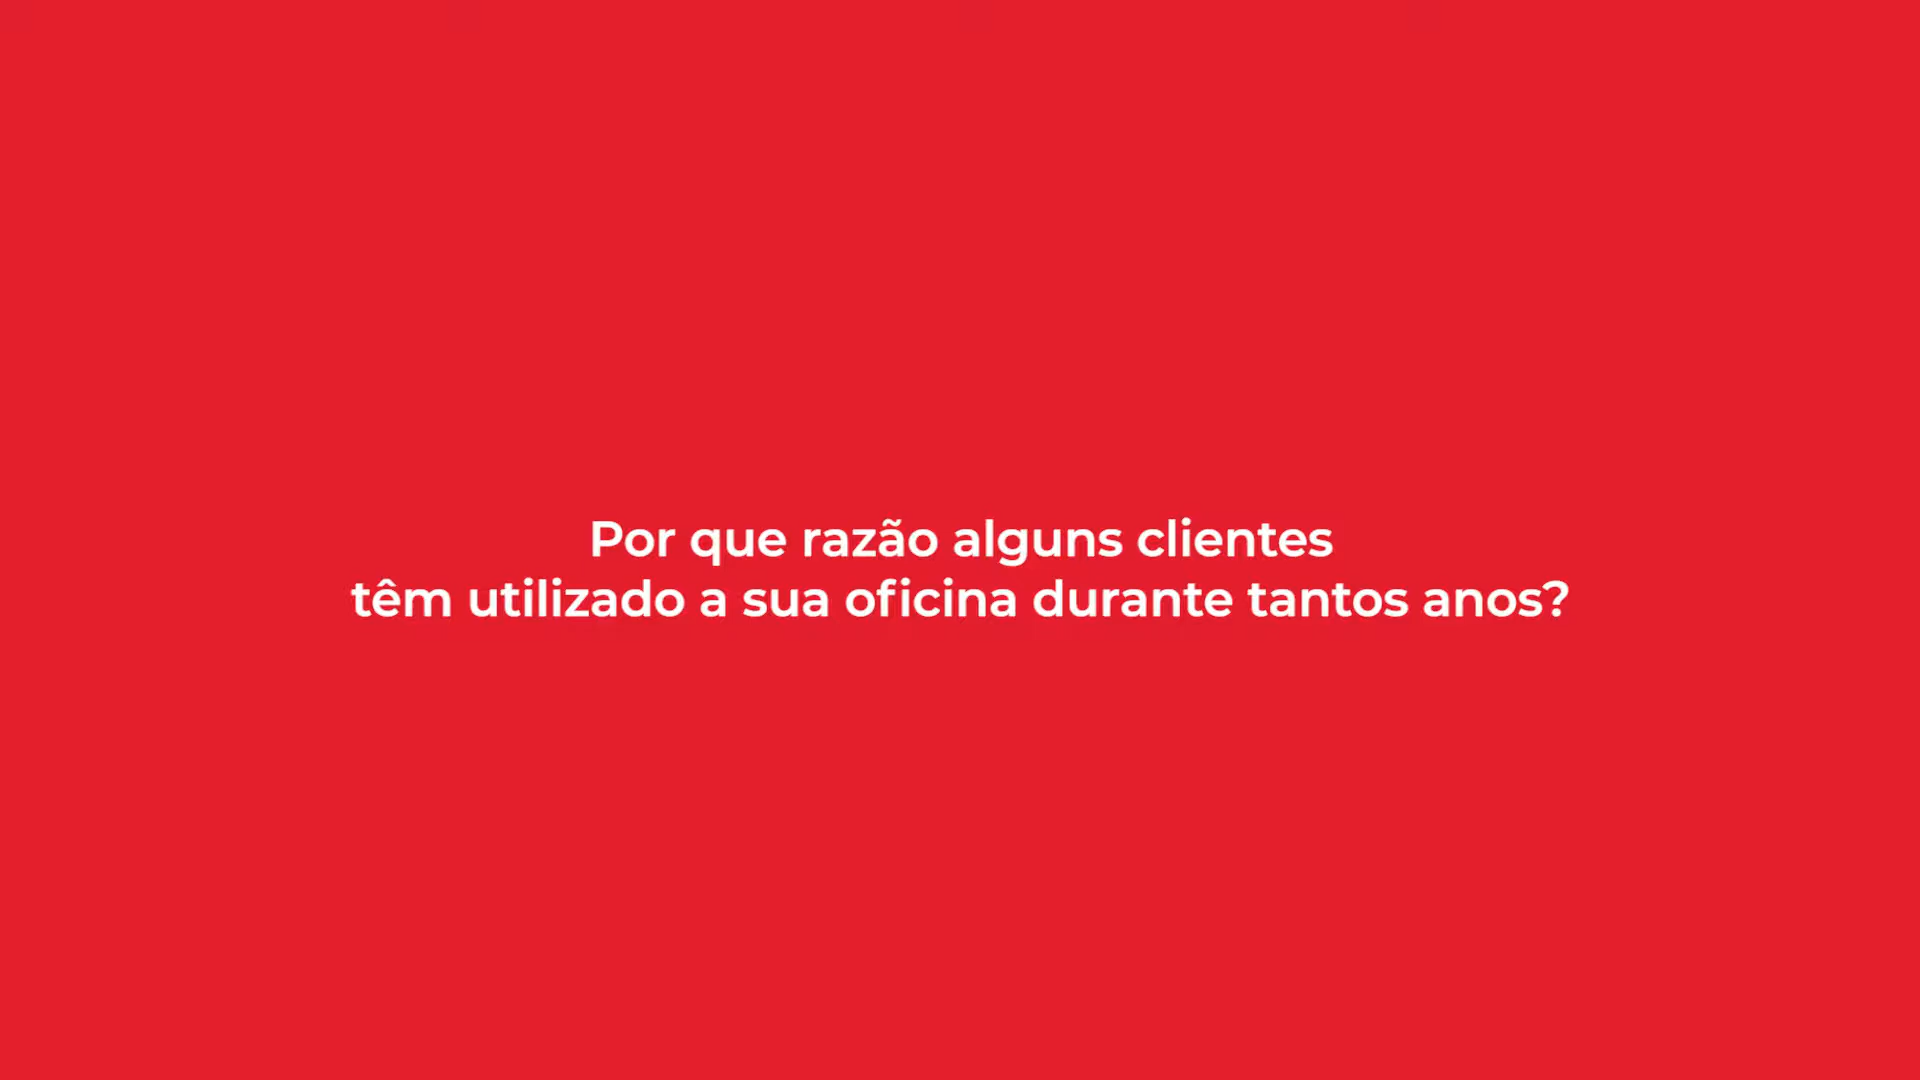 Por que razão alguns clientes
têm utilizado a sua oficina durante tantos anos?